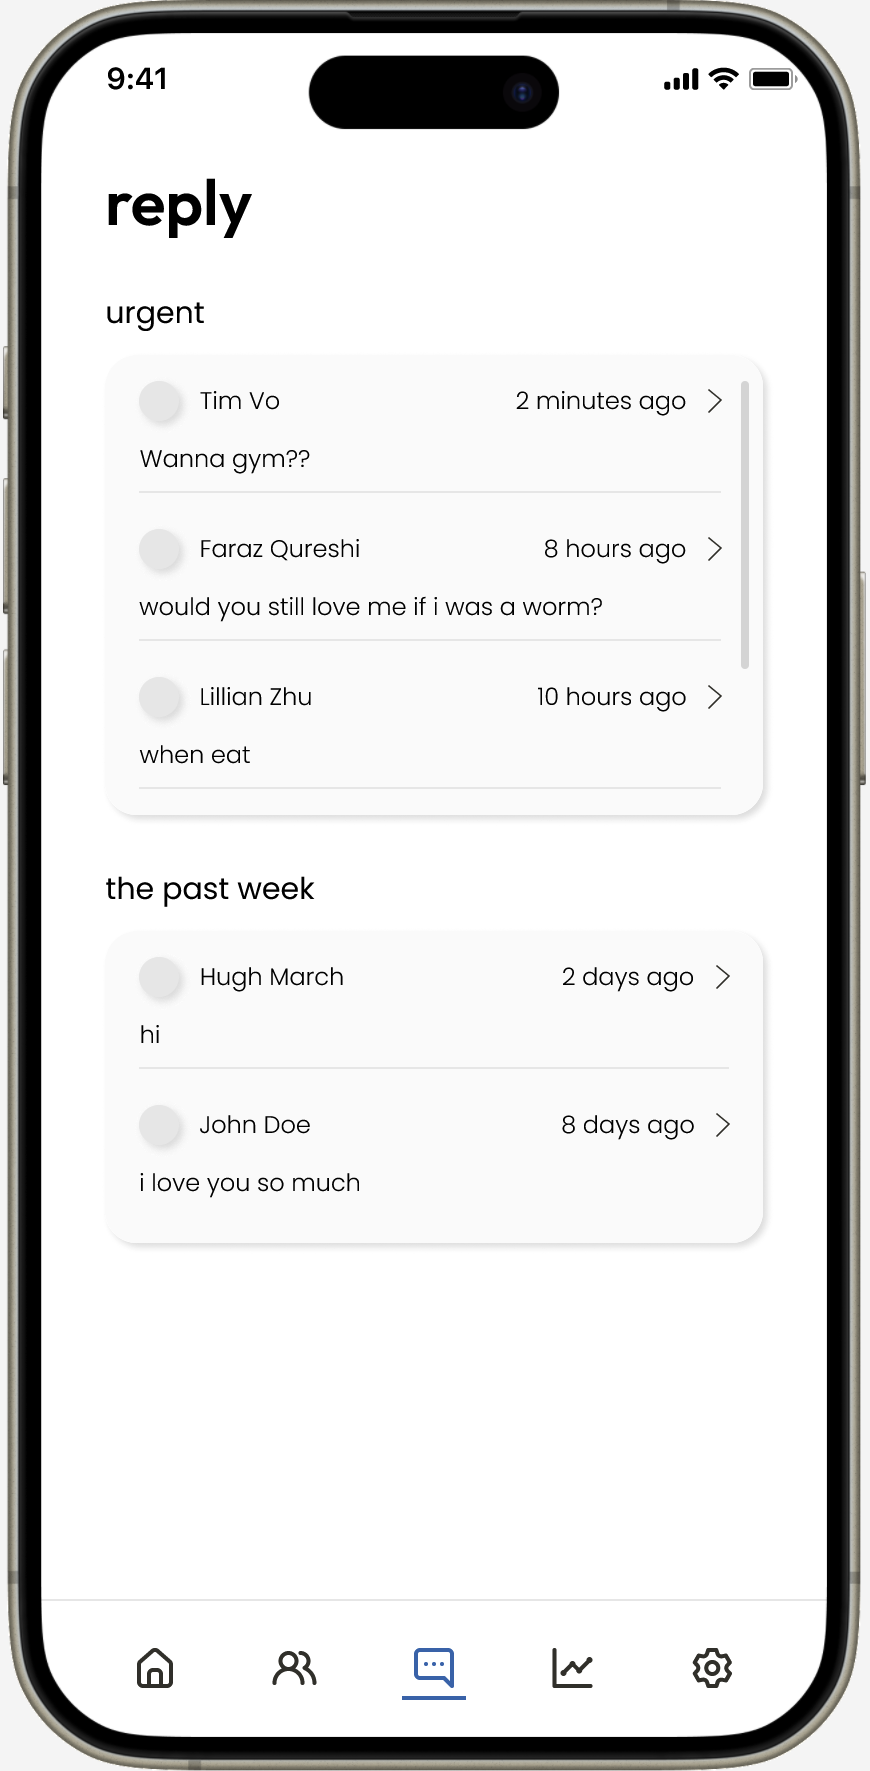 9:41
reply
urgent
Tim Vo 2 minutes ago
Wanna gym??
Faraz Qureshi 8 hours ago
would you still love me if i was a worm?
Lillian Zhu 10 hours ago
when eat
the past week
Hugh March 2 days ago
hi
John Doe 8 days ago
i love you so much